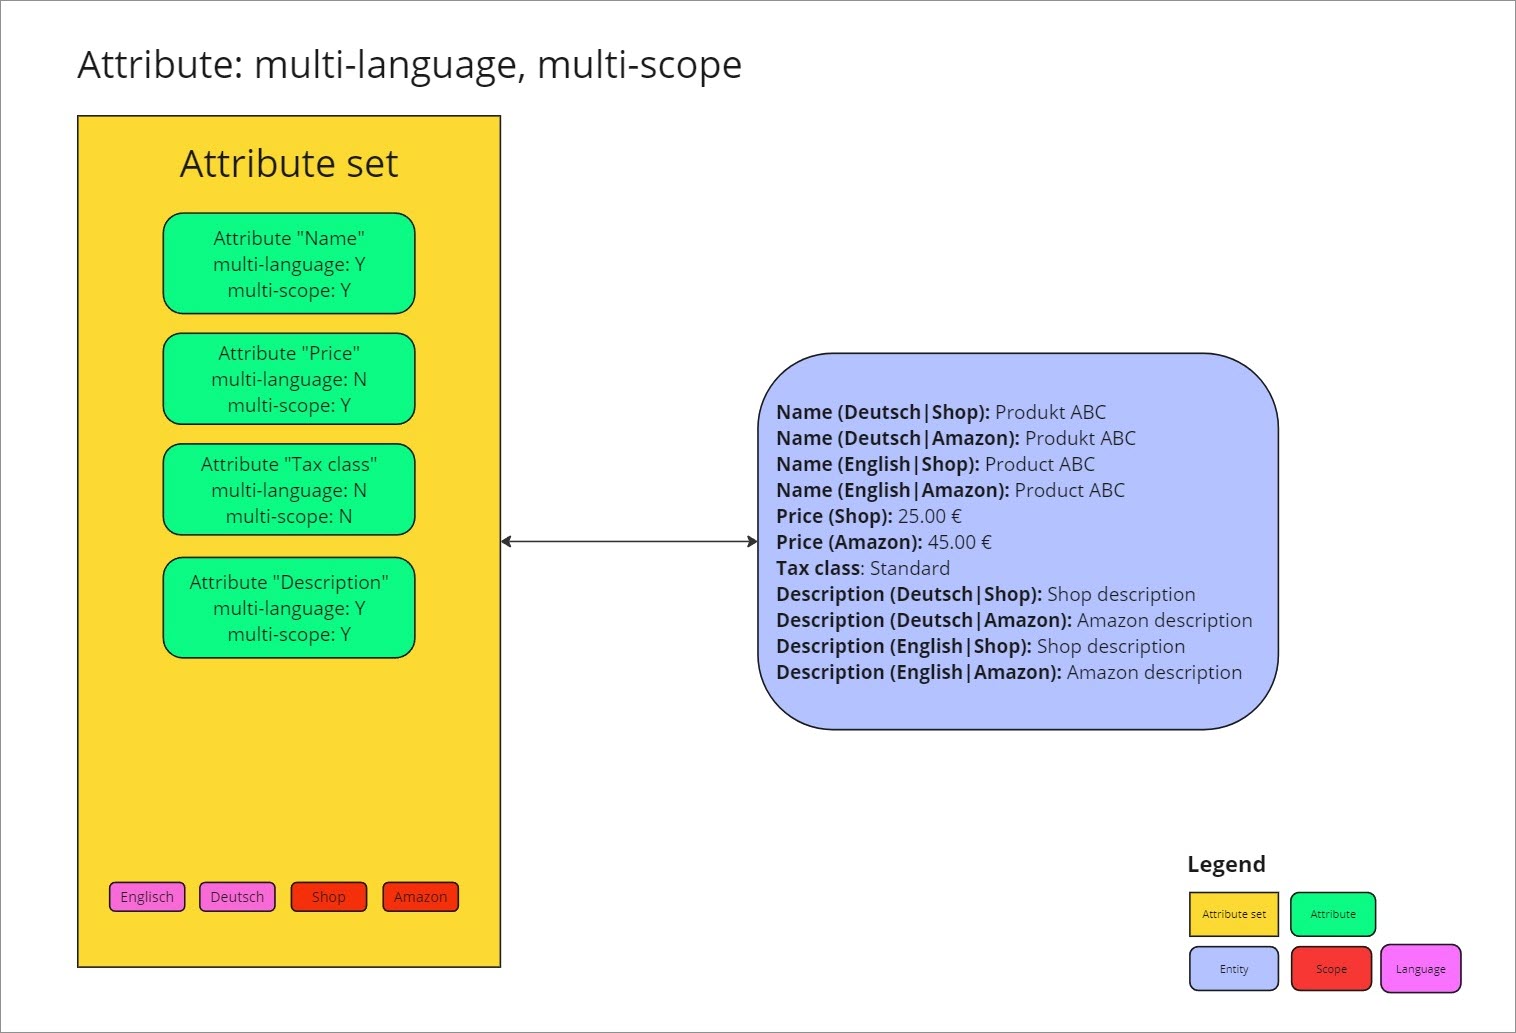 Attribute: multi-language, multi-scope
Attribute set
Attribute "Name"
multi-language: Y
multi-scope: Y
Attribute "Price"
multi-language: N
multi-scope: Y
Attribute "Tax class"
multi-language: N
multi-scope: N
Attribute "Description"
multi-language: Y
multi-scope: Y
Englisch Deutsch Shop Amazon
Name (Deutsch|Shop): Produkt ABC
Name (Deutsch|Amazon): Produkt ABC
Name (English|Shop): Product ABC
Name (English|Amazon): Product ABC
Price (Shop): 25.00 €
Price (Amazon): 45.00 €
Tax class: Standard
Description (Deutsch|Shop): Shop description
Description (Deutsch|Amazon): Amazon description
Description (English|Shop): Shop description
Description (English|Amazon): Amazon description
Legend
Attribute set Attribute
Entity Scope Language